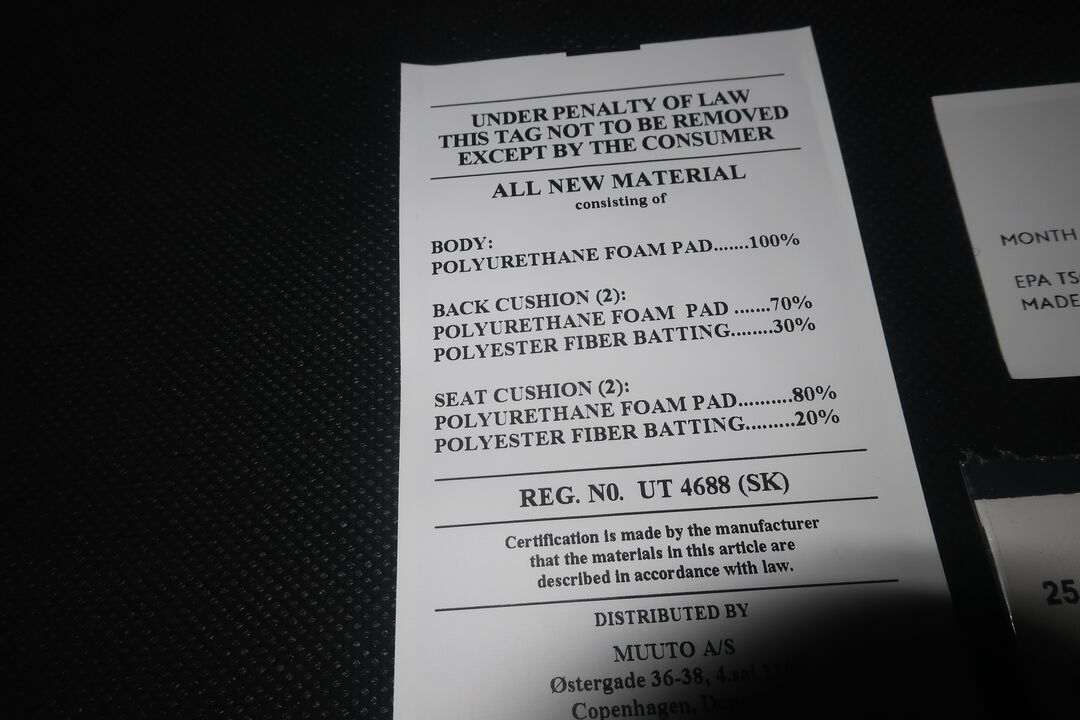 UNDER PENALTY OF LAW
THIS TAG NOT TO BE REMOVED
EXCEPT BY THE CONSUMER
ALL NEW MATERIAL
consisting of
BODY:
POLYURETHANE FOAM PAD.......100%
BACK CUSHION (2):
POLYURETHANE FOAM PAD .......70%
POLYESTER FIBER BATTING........30%
SEAT CUSHION (2):
POLYURETHANE FOAM PAD..........80%
POLYESTER FIBER BATTING.........20%
REG. N0. UT 4688 (SK)
Certification is made by the manufacturer
that the materials in this article are
described in accordance with law.
DISTRIBUTED BY
MUUTO A/S
Østergade 36-38, 4.sal
Copenhagen,
MONTH
EPA TS
MADE
25